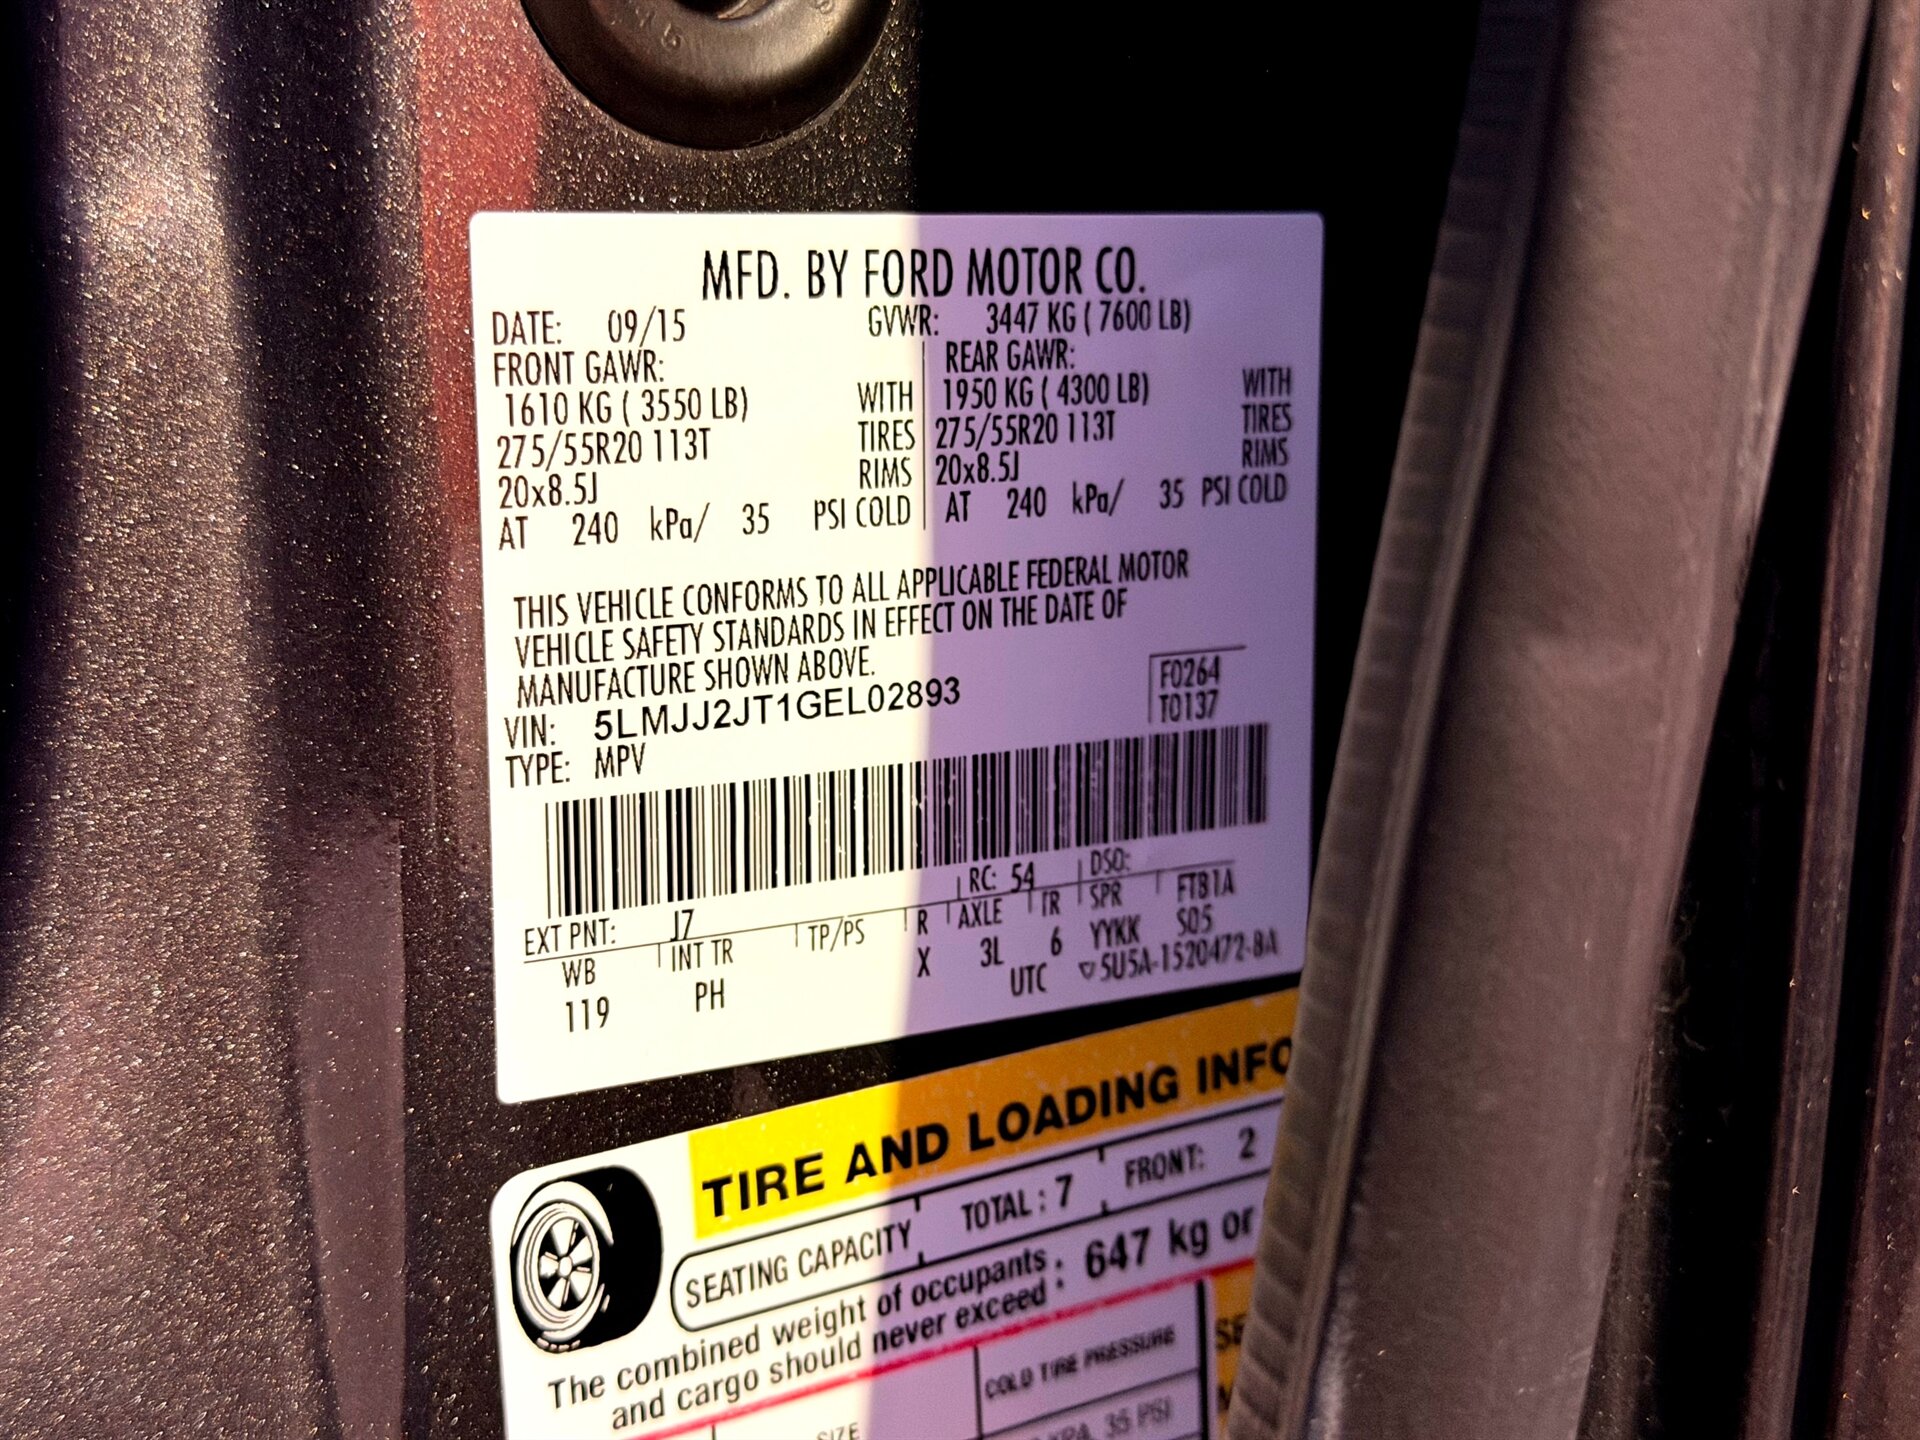 MFD. BY FORD MOTOR CO.
DATE: 09/15 GVWR: 3447 KG ( 7600 LB)
FRONT GAWR: REAR GAWR:
1610 KG ( 3550 LB) WITH 1950 KG ( 4300 LB) WITH
275/55R20 113T TIRES 275/55R20 113T TIRES
20x8.5J RIMS 20x8.5J RIMS
AT 240 kPa/ 35 PSI COLD AT 240 kPa/ 35 PSI COLD
THIS VEHICLE CONFORMS TO ALL APPLICABLE FEDERAL MOTOR
VEHICLE SAFETY STANDARDS IN EFFECT ON THE DATE OF
MANUFACTURE SHOWN ABOVE.
F0264
T0137
VIN: 5LMJJ2JT1GEL02893
TYPE: MPV
EXT PNT: J7 RC: 54 DSO:
WB INT TR TP/PS R AXLE TR SPR FTB1A
119 PH X 3L 6 YYKK S05
UTC ▽5U5A-1520472-BA
TIRE AND LOADING INFO
SEATING CAPACITY TOTAL : 7 FRONT: 2
The combined weight of occupants
and cargo should never exceed : 647 kg or
COLD TIRE PRESSURE
SIZE
KPA, 35 PSI